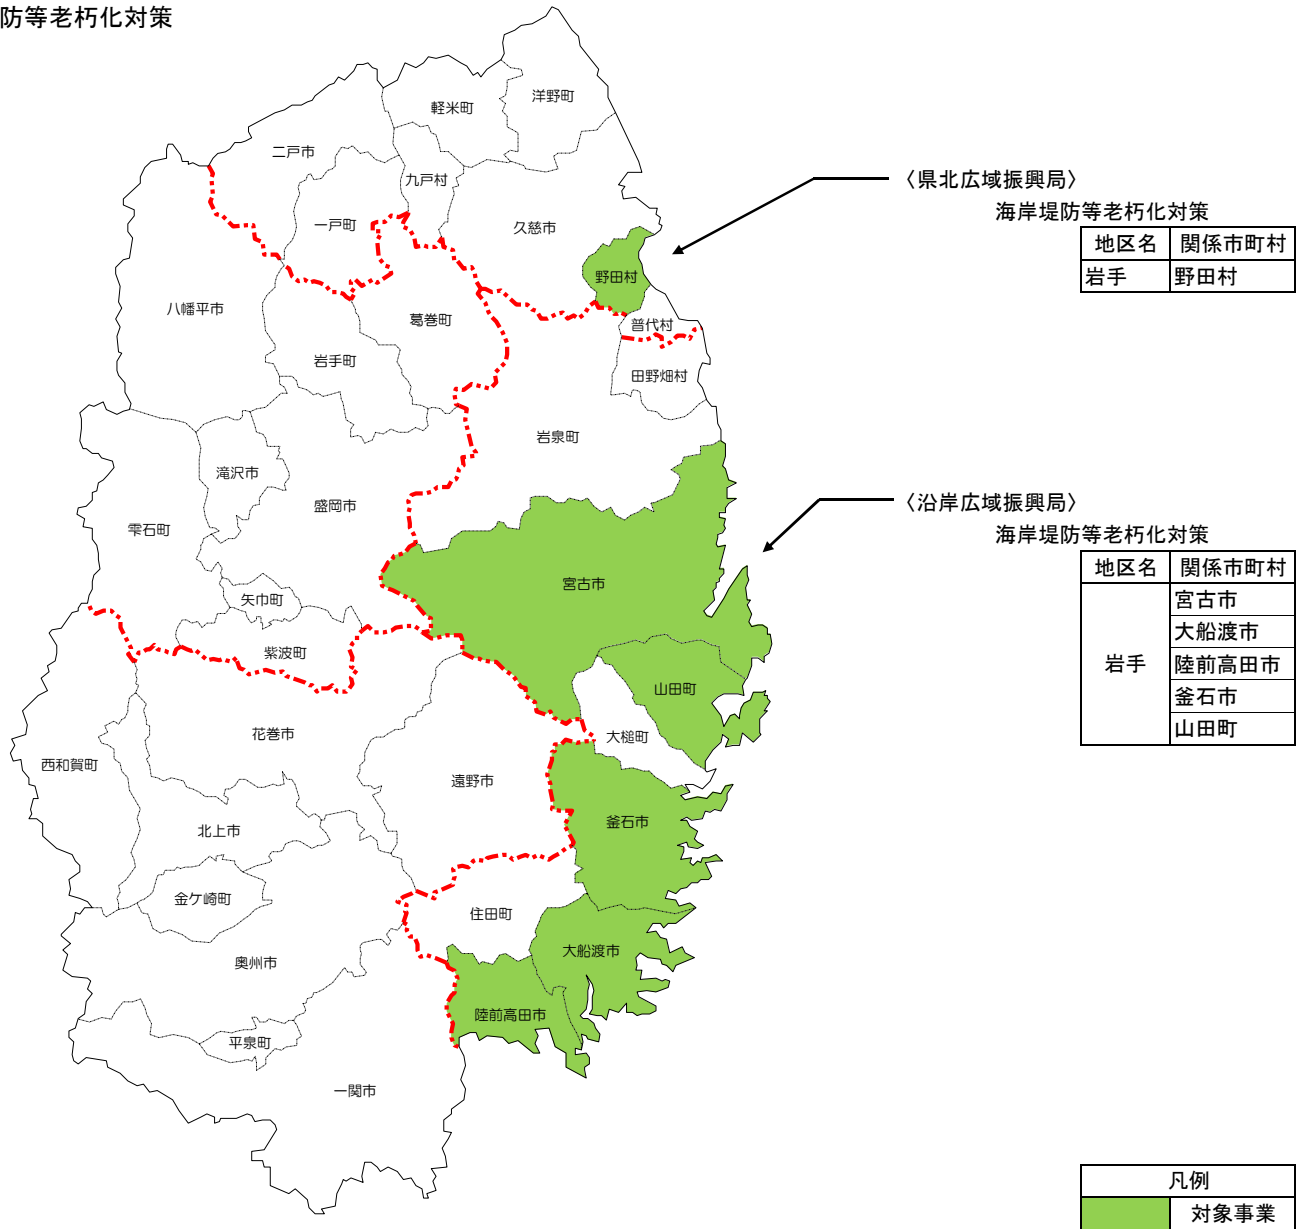 防等老朽化対策
洋野町
軽米町
二戸市
九戸村
一戸町
久慈市
野田村
八幡平市
葛巻町
普代村
岩手町
田野畑村
岩泉町
滝沢市
盛岡市
雫石町
宮古市
矢巾町
紫波町
山田町
花巻市
大槌町
西和賀町
遠野市
釜石市
北上市
金ケ崎町
住田町
大船渡市
奥州市
陸前高田市
平泉町
一関市
〈県北広域振興局〉
海岸堤防等老朽化対策
地区名 関係市町村
岩手 野田村
〈沿岸広域振興局〉
海岸堤防等老朽化対策
地区名 関係市町村
岩手
宮古市
大船渡市
陸前高田市
釜石市
山田町
凡例
対象事業